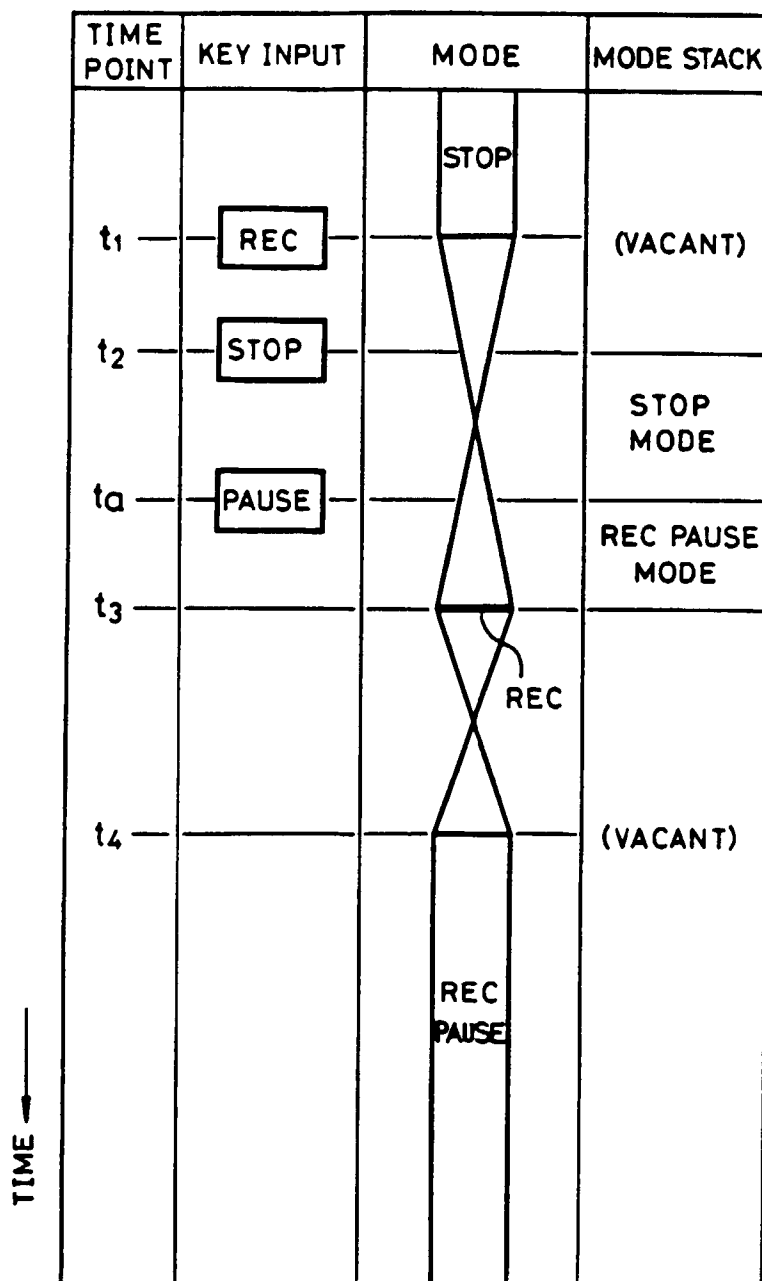 TIME
POINT
KEY INPUT
MODE
MODE STACK
STOP
t1
REC
(VACANT)
t2
STOP
STOP
MODE
ta
PAUSE
REC PAUSE
MODE
t3
REC
t4
(VACANT)
REC
PAUSE
TIME